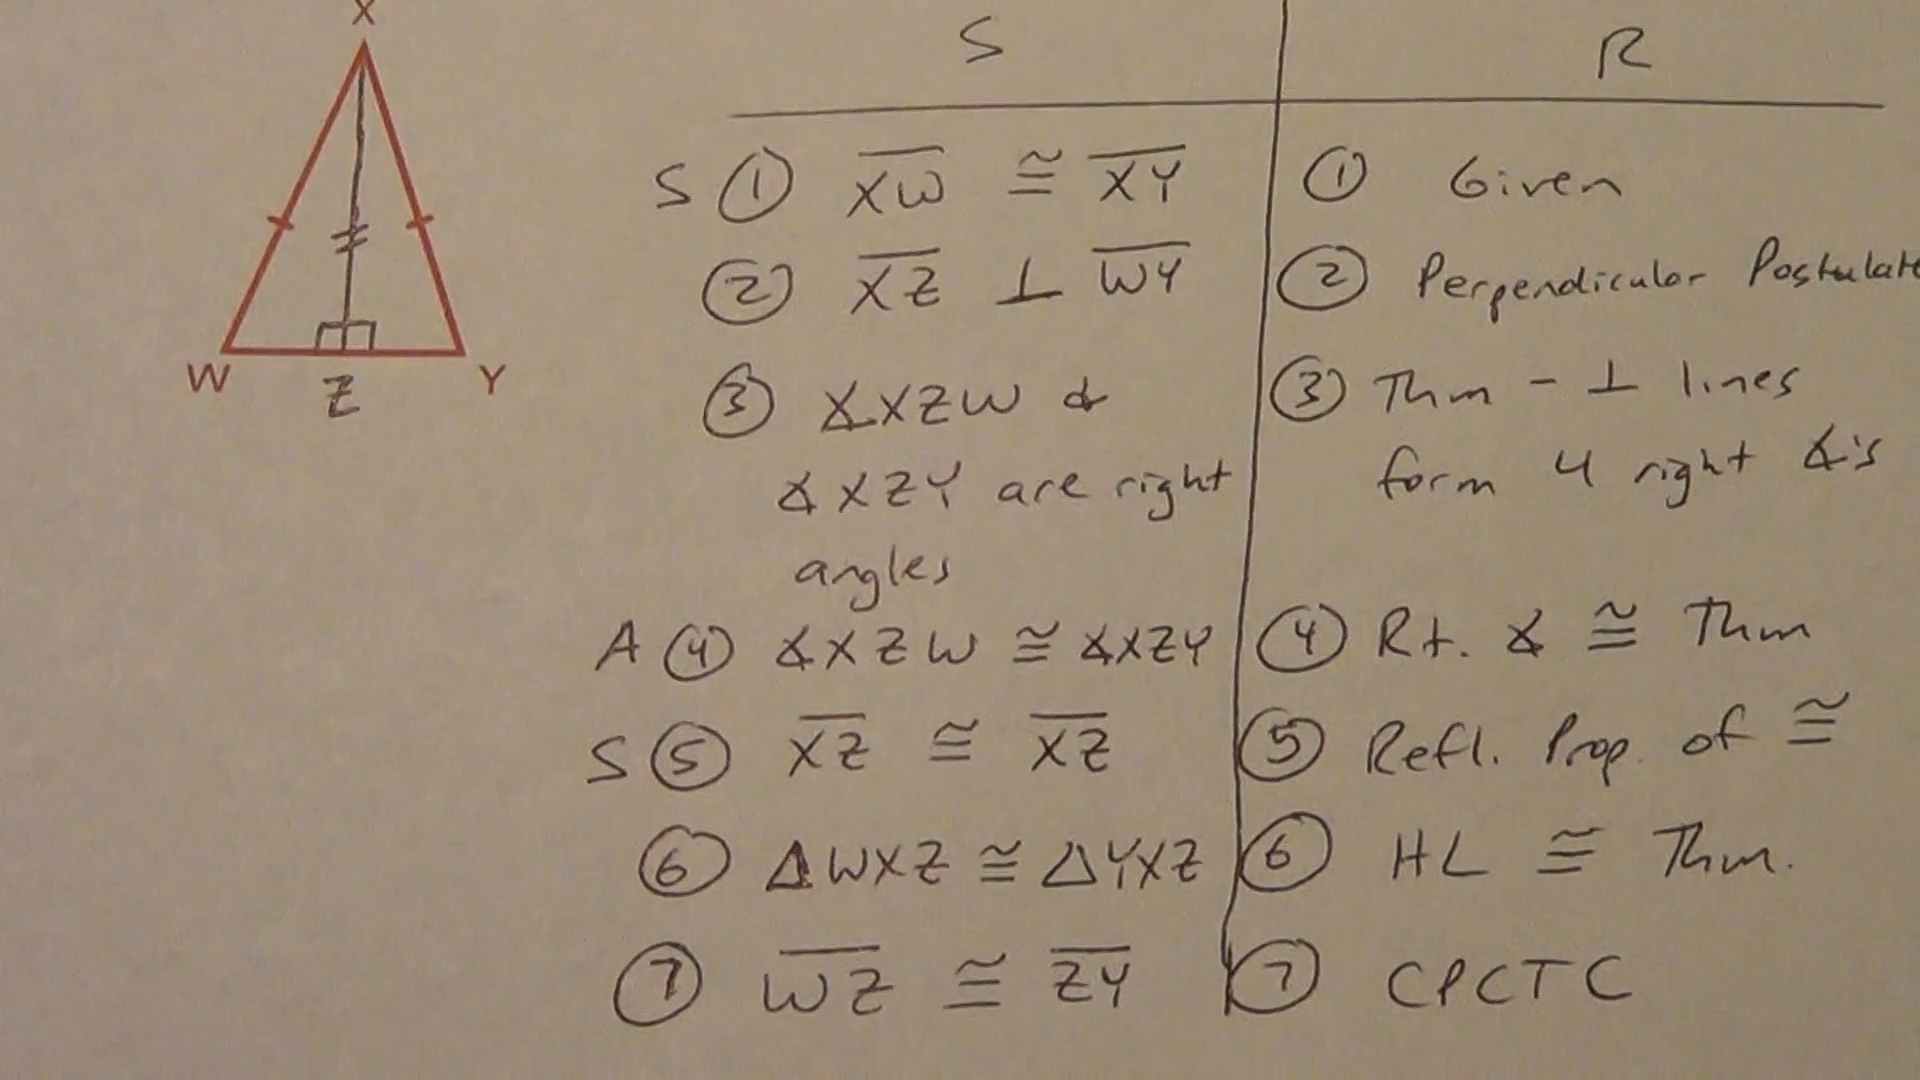 X
W
Z
Y
S R
S ① XW ≅ XY ① Given
② XZ ⊥ WY ② Perpendicular Postulate
③ ∡XZW & ③ Thm - ⊥ lines
∡XZY are right form 4 right ∡'s
angles
A ④ ∡XZW ≅ ∡XZY ④ Rt. ∡ ≅ Thm
S ⑤ XZ ≅ XZ ⑤ Refl. Prop. of ≅
⑥ ΔWXZ ≅ ΔYXZ ⑥ HL ≅ Thm.
⑦ WZ ≅ ZY ⑦ CPCTC